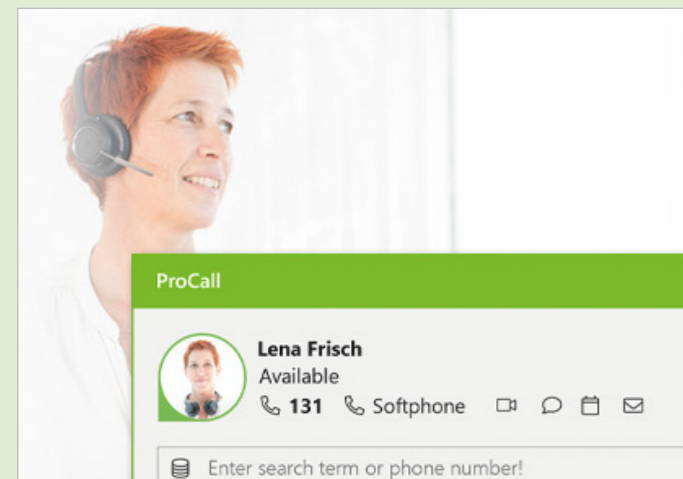 ProCall
Lena Frisch
Available
131 Softphone
Enter search term or phone number!